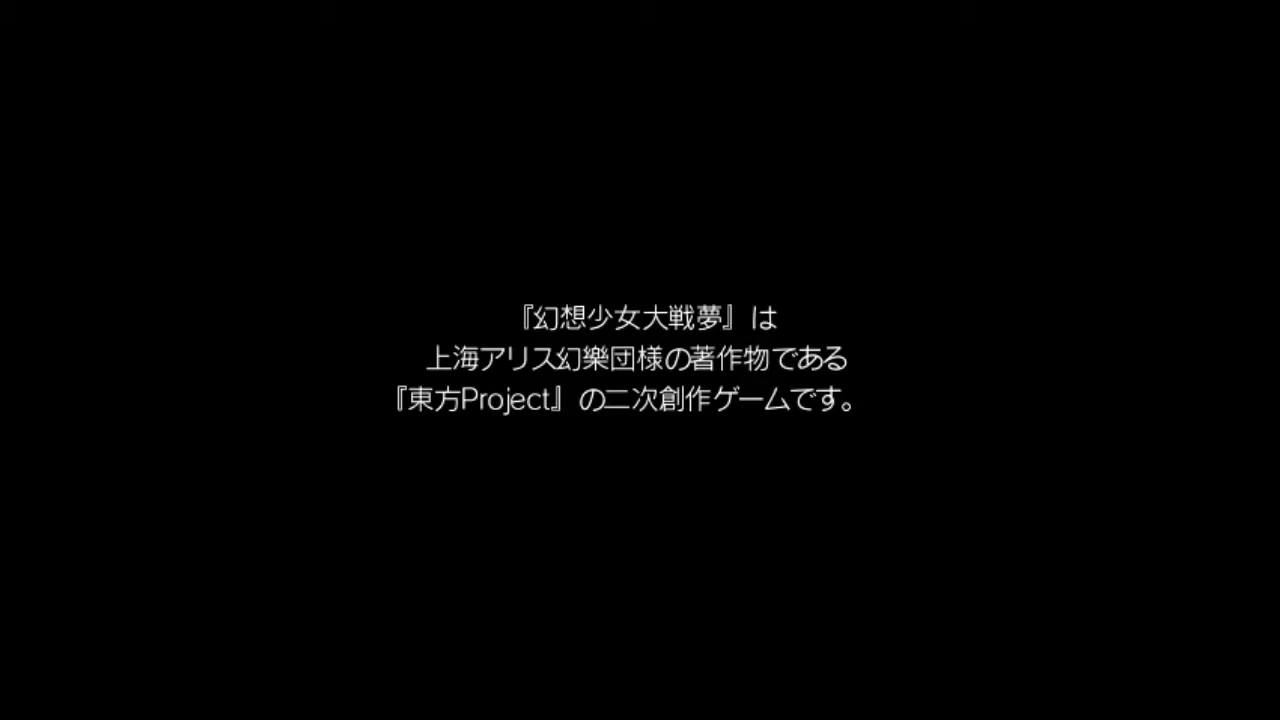 『幻想少女大戦夢』は
上海アリス幻樂団様の著作物である
『東方Project』の二次創作ゲームです。